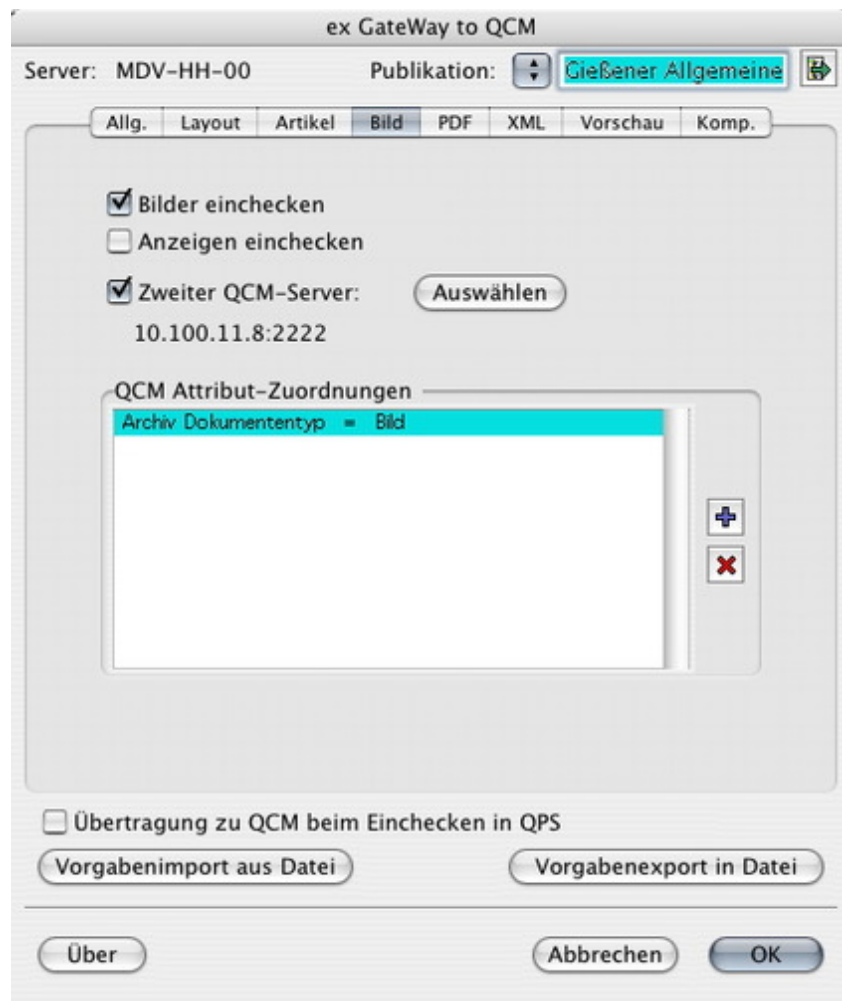 ex GateWay to QCM
Server: MDV-HH-00 Publikation: Gießener Allgemeine
Allg. Layout Artikel Bild PDF XML Vorschau Komp.
Bilder einchecken
Anzeigen einchecken
Zweiter QCM-Server: Auswählen
10.100.11.8:2222
QCM Attribut-Zuordnungen
Archiv Dokumententyp = Bild
Übertragung zu QCM beim Einchecken in QPS
Vorgabenimport aus Datei Vorgabenexport in Datei
Über Abbrechen OK